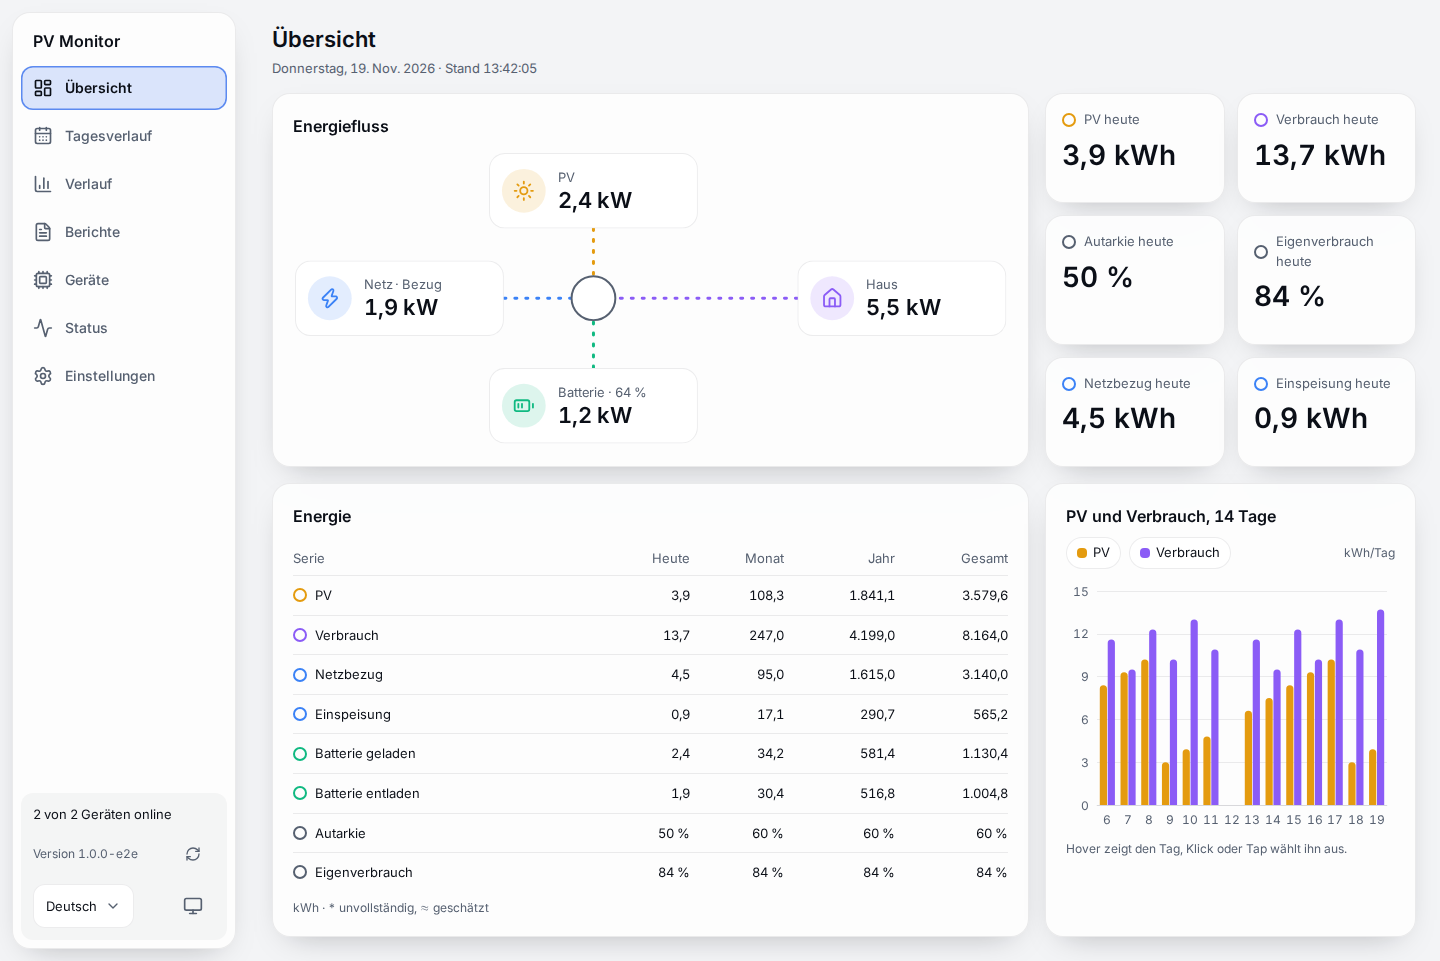 PV Monitor
Übersicht
Tagesverlauf
Verlauf
Berichte
Geräte
Status
Einstellungen
2 von 2 Geräten online
Version 1.0.0-e2e
Deutsch
Übersicht
Donnerstag, 19. Nov. 2026 · Stand 13:42:05
Energiefluss
PV
2,4 kW
Netz · Bezug
1,9 kW
Haus
5,5 kW
Batterie · 64 %
1,2 kW
PV heute
3,9 kWh
Verbrauch heute
13,7 kWh
Autarkie heute
50 %
Eigenverbrauch
heute
84 %
Netzbezug heute
4,5 kWh
Einspeisung heute
0,9 kWh
Energie
Serie Heute Monat Jahr Gesamt
PV 3,9 108,3 1.841,1 3.579,6
Verbrauch 13,7 247,0 4.199,0 8.164,0
Netzbezug 4,5 95,0 1.615,0 3.140,0
Einspeisung 0,9 17,1 290,7 565,2
Batterie geladen 2,4 34,2 581,4 1.130,4
Batterie entladen 1,9 30,4 516,8 1.004,8
Autarkie 50 % 60 % 60 % 60 %
Eigenverbrauch 84 % 84 % 84 % 84 %
kWh · * unvollständig, ≈ geschätzt
PV und Verbrauch, 14 Tage
PV Verbrauch kWh/Tag
15
12
9
6
3
0
6 7 8 9 10 11 12 13 14 15 16 17 18 19
Hover zeigt den Tag, Klick oder Tap wählt ihn aus.